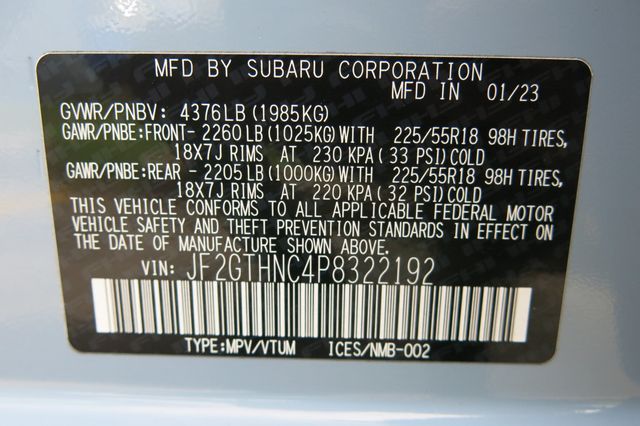 MFD BY SUBARU CORPORATION
MFD IN 01/23
GVWR/PNBV: 4376LB(1985KG)
GAWR/PNBE:FRONT- 2260LB(1025KG)WITH 225/55R18 98H TIRES,
18X7J RIMS AT 230 KPA(33 PSI)COLD
GAWR/PNBE:REAR - 2205LB(1000KG)WITH 225/55R18 98H TIRES,
18X7J RIMS AT 220 KPA(32 PSI)COLD
THIS VEHICLE CONFORMS TO ALL APPLICABLE FEDERAL MOTOR
VEHICLE SAFETY AND THEFT PREVENTION STANDARDS IN EFFECT
ON THE DATE OF MANUFACTURE SHOWN ABOVE.
VIN: JF2GTHNC4P8322192
TYPE:MPV/VTUM ICES/NMB-002